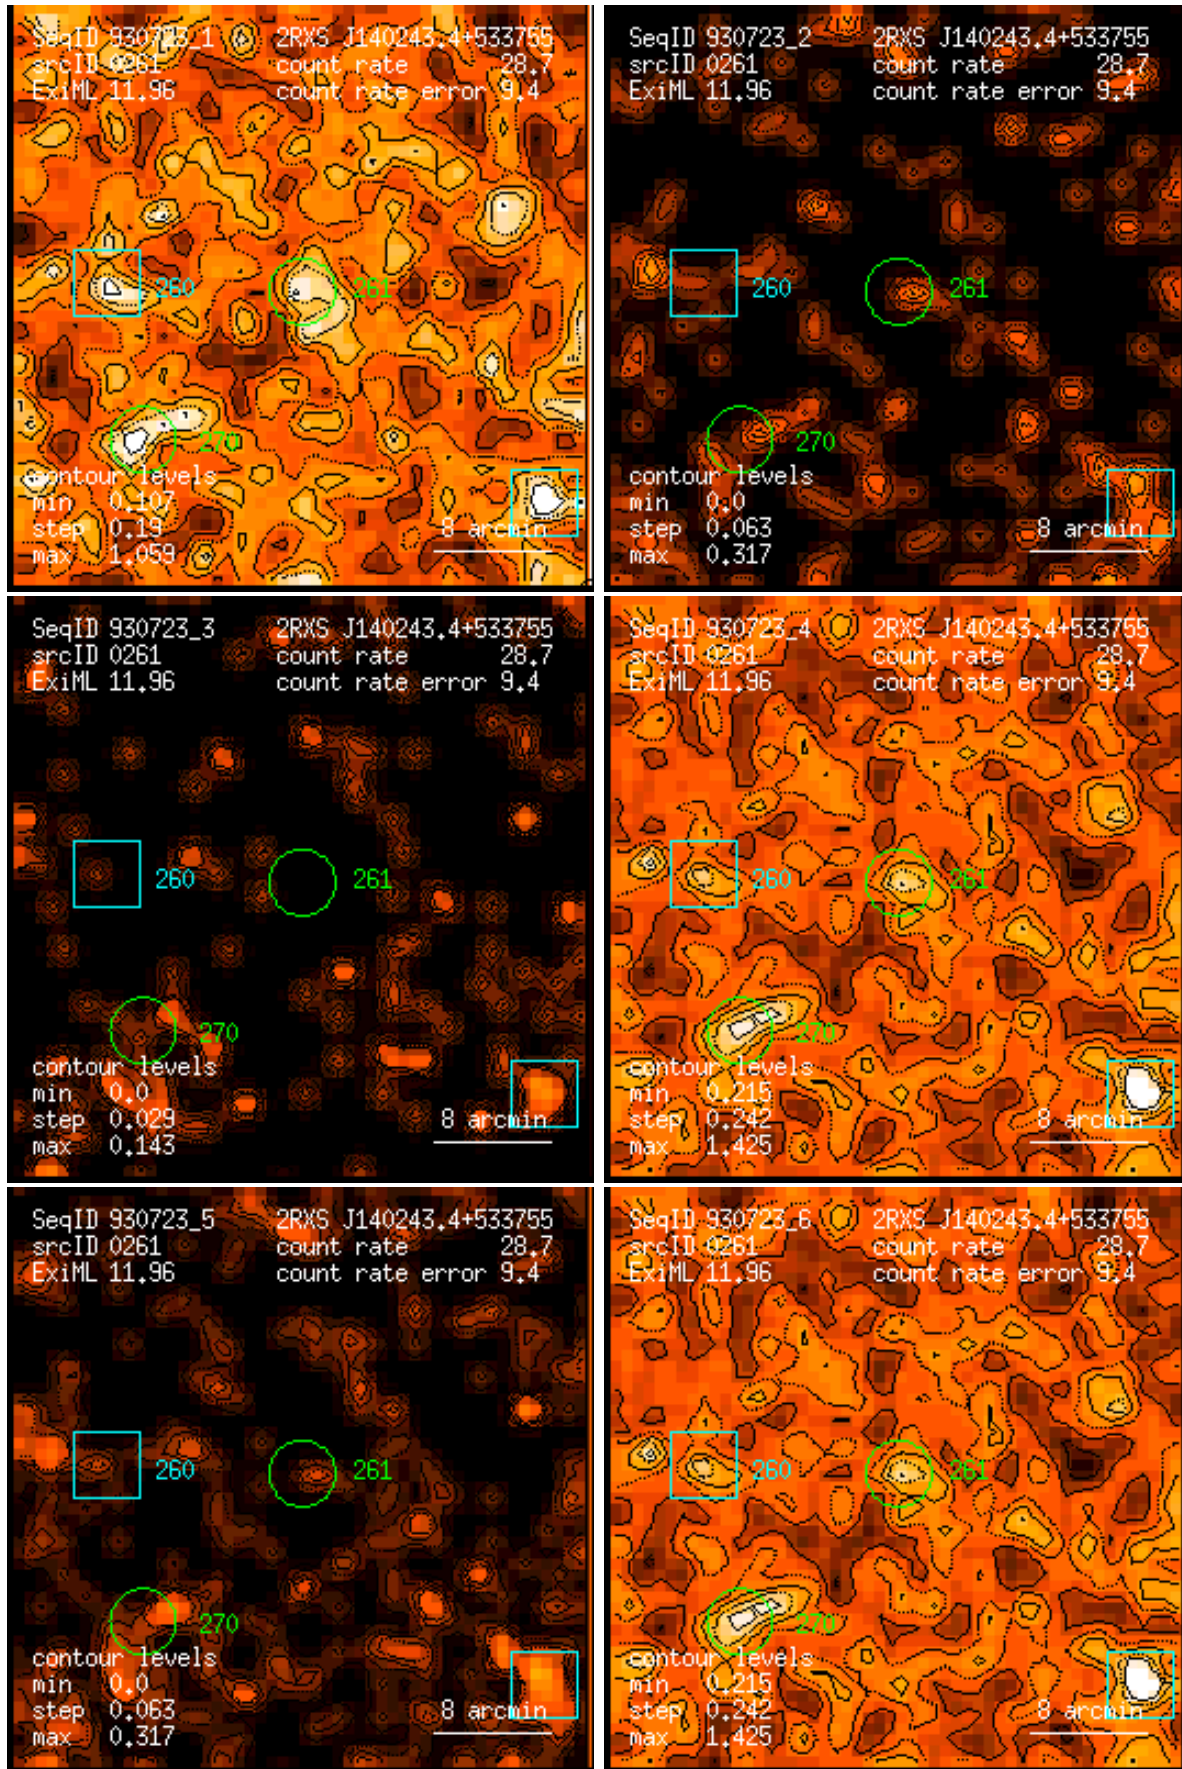 SeqID 930723_1 2RXS J140243.4+533755
srcID 0261 count rate 28.7
ExiML 11.96 count rate error 9.4
260
261
270
contour levels
min 0.107
step 0.19
max 1.059
8 arcmin
SeqID 930723_2 2RXS J140243.4+533755
srcID 0261 count rate 28.7
ExiML 11.96 count rate error 9.4
260
261
270
contour levels
min 0.0
step 0.063
max 0.317
8 arcmin
SeqID 930723_3 2RXS J140243.4+533755
srcID 0261 count rate 28.7
ExiML 11.96 count rate error 9.4
260
261
270
contour levels
min 0.0
step 0.029
max 0.143
8 arcmin
SeqID 930723_4 2RXS J140243.4+533755
srcID 0261 count rate 28.7
ExiML 11.96 count rate error 9.4
260
261
270
contour levels
min 0.215
step 0.242
max 1.425
8 arcmin
SeqID 930723_5 2RXS J140243.4+533755
srcID 0261 count rate 28.7
ExiML 11.96 count rate error 9.4
260
261
270
contour levels
min 0.0
step 0.063
max 0.317
8 arcmin
SeqID 930723_6 2RXS J140243.4+533755
srcID 0261 count rate 28.7
ExiML 11.96 count rate error 9.4
260
261
270
contour levels
min 0.215
step 0.242
max 1.425
8 arcmin